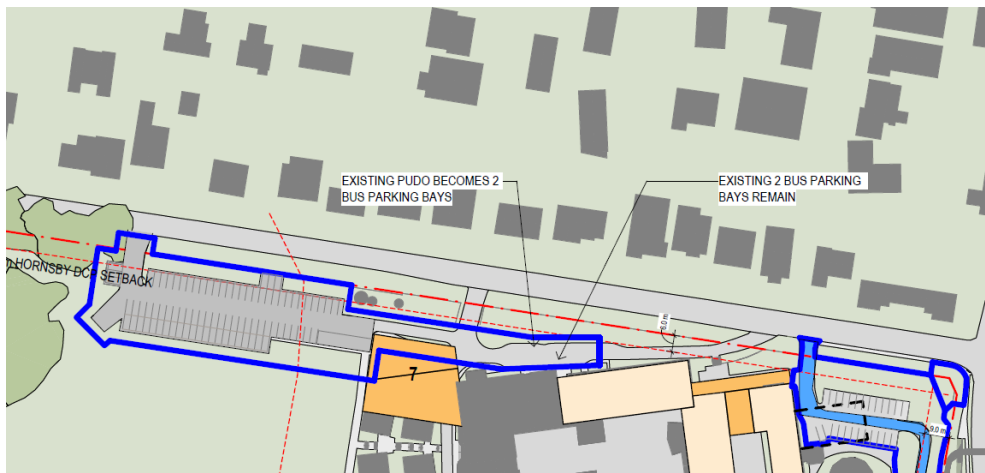 EXISTING PUDO BECOMES 2
BUS PARKING BAYS
EXISTING 2 BUS PARKING
BAYS REMAIN
HORNSBY DCP SETBACK
6.0 m
7
9.0 m